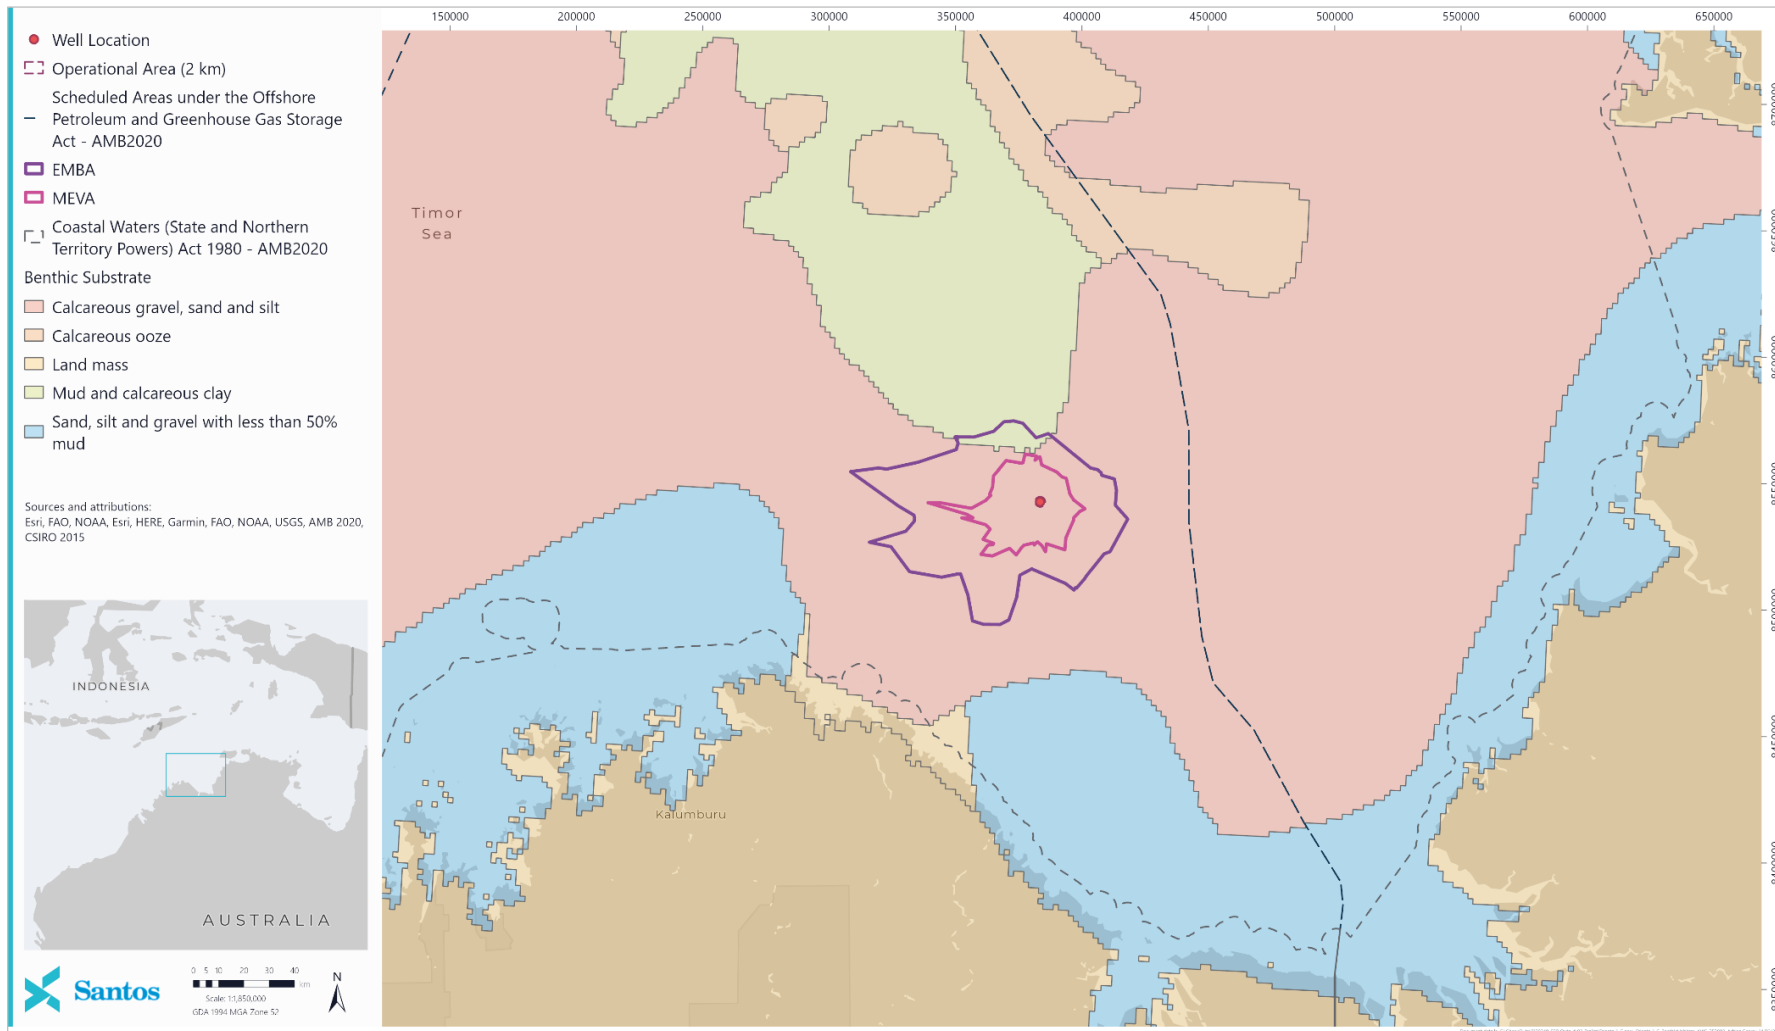 150000 200000 250000 300000 350000 400000 450000 500000 550000 600000 650000
Well Location
Operational Area (2 km)
Scheduled Areas under the Offshore
Petroleum and Greenhouse Gas Storage
Act - AMB2020
EMBA
MEVA
Coastal Waters (State and Northern
Territory Powers) Act 1980 - AMB2020
Benthic Substrate
Calcareous gravel, sand and silt
Calcareous ooze
Land mass
Mud and calcareous clay
Sand, silt and gravel with less than 50%
mud
Sources and attributions:
Esri, FAO, NOAA, Esri, HERE, Garmin, FAO, NOAA, USGS, AMB 2020,
CSIRO 2015
INDONESIA
AUSTRALIA
Santos
0 5 10 20 30 40
km
Scale: 1:1,850,000
GDA 1994 MGA Zone 52
N
Timor
Sea
Kalumburu